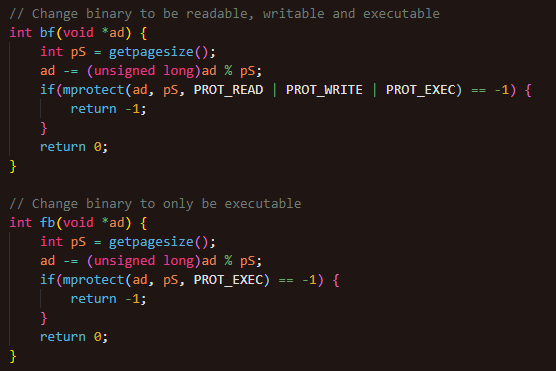 // Change binary to be readable, writable and executable
int bf(void *ad) {
    int pS = getpagesize();
    ad -= (unsigned long)ad % pS;
    if(mprotect(ad, pS, PROT_READ | PROT_WRITE | PROT_EXEC) == -1) {
        return -1;
    }
    return 0;
}

// Change binary to only be executable
int fb(void *ad) {
    int pS = getpagesize();
    ad -= (unsigned long)ad % pS;
    if(mprotect(ad, pS, PROT_EXEC) == -1) {
        return -1;
    }
    return 0;
}